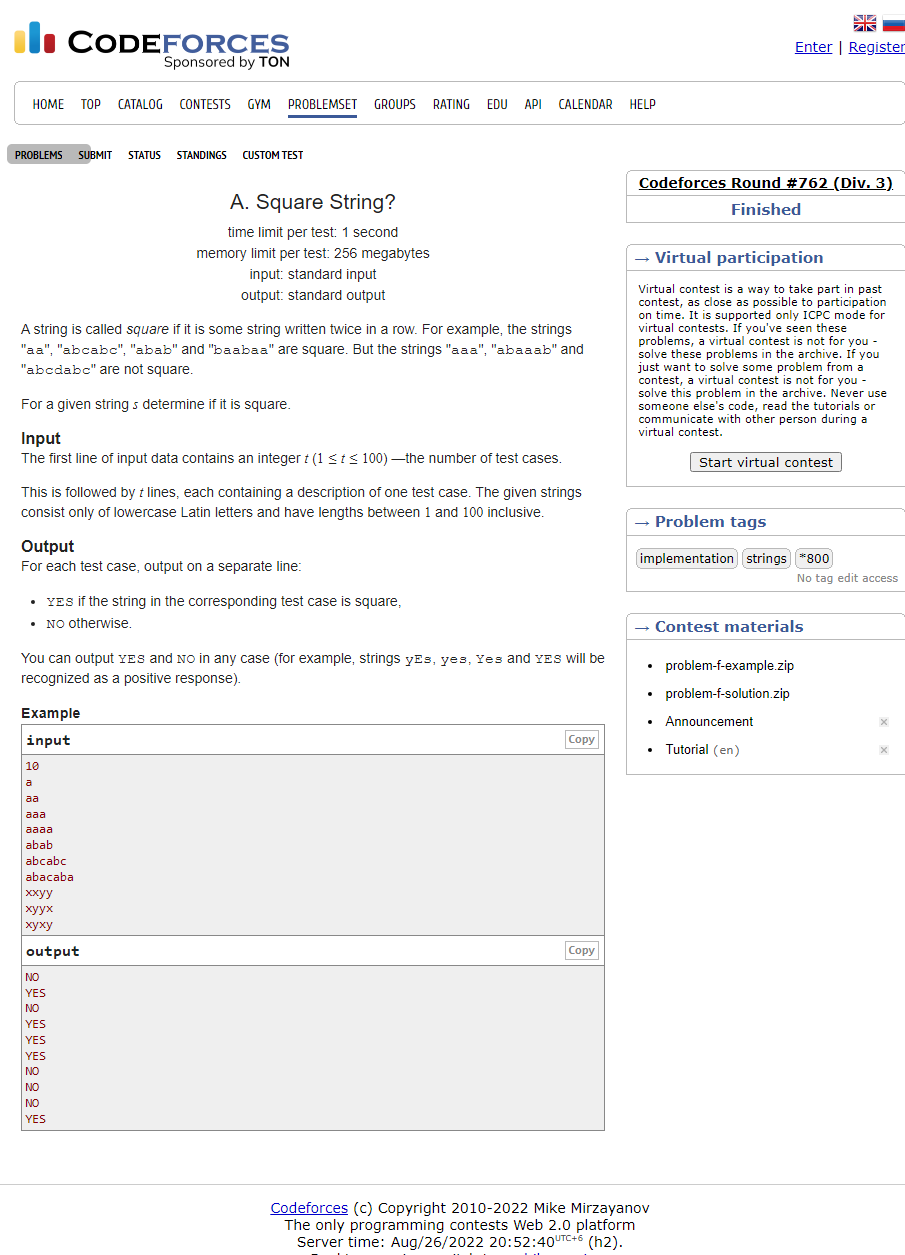 CODEFORCES
Sponsored by TON
Enter | Register
HOME TOP CATALOG CONTESTS GYM PROBLEMSET GROUPS RATING EDU API CALENDAR HELP
PROBLEMS SUBMIT STATUS STANDINGS CUSTOM TEST
A. Square String?
time limit per test: 1 second
memory limit per test: 256 megabytes
input: standard input
output: standard output
A string is called square if it is some string written twice in a row. For example, the strings
"aa", "abcabc", "abab" and "baabaa" are square. But the strings "aaa", "abaaab" and
"abcdabc" are not square.
For a given string s determine if it is square.
Input
The first line of input data contains an integer t (1 ≤ t ≤ 100) —the number of test cases.
This is followed by t lines, each containing a description of one test case. The given strings
consist only of lowercase Latin letters and have lengths between 1 and 100 inclusive.
Output
For each test case, output on a separate line:
• YES if the string in the corresponding test case is square,
• NO otherwise.
You can output YES and NO in any case (for example, strings yEs, yes, Yes and YES will be
recognized as a positive response).
Example
input Copy
10
a
aa
aaa
aaaa
abab
abcabc
abacaba
xxyy
xyyx
xyxy
output Copy
NO
YES
NO
YES
YES
YES
NO
NO
NO
YES
Codeforces Round #762 (Div. 3)
Finished
→ Virtual participation
Virtual contest is a way to take part in past
contest, as close as possible to participation
on time. It is supported only ICPC mode for
virtual contests. If you've seen these
problems, a virtual contest is not for you -
solve these problems in the archive. If you
just want to solve some problem from a
contest, a virtual contest is not for you -
solve this problem in the archive. Never use
someone else's code, read the tutorials or
communicate with other person during a
virtual contest.
Start virtual contest
→ Problem tags
implementation strings *800
No tag edit access
→ Contest materials
• problem-f-example.zip
• problem-f-solution.zip
• Announcement ×
• Tutorial (en) ×
Codeforces (c) Copyright 2010-2022 Mike Mirzayanov
The only programming contests Web 2.0 platform
Server time: Aug/26/2022 20:52:40UTC+6 (h2).